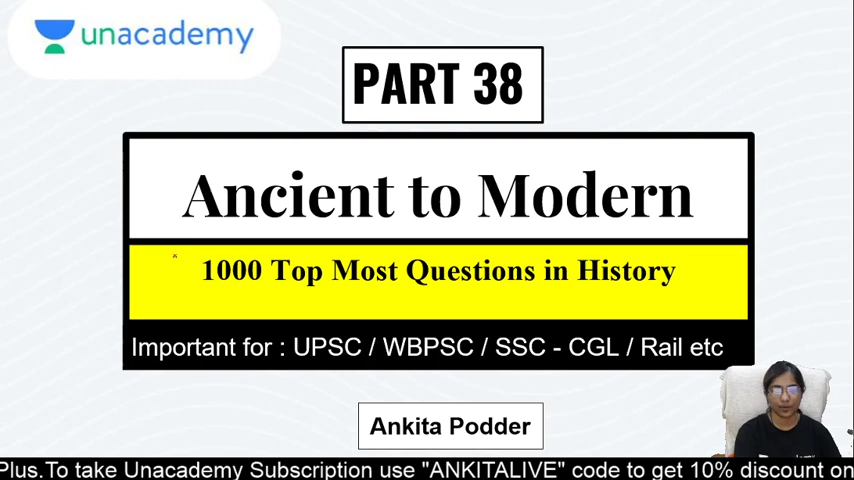 unacademy
PART 38
Ancient to Modern
1000 Top Most Questions in History
Important for : UPSC / WBPSC / SSC - CGL / Rail etc
Ankita Podder
Plus.To take Unacademy Subscription use "ANKITALIVE" code to get 10% discount on